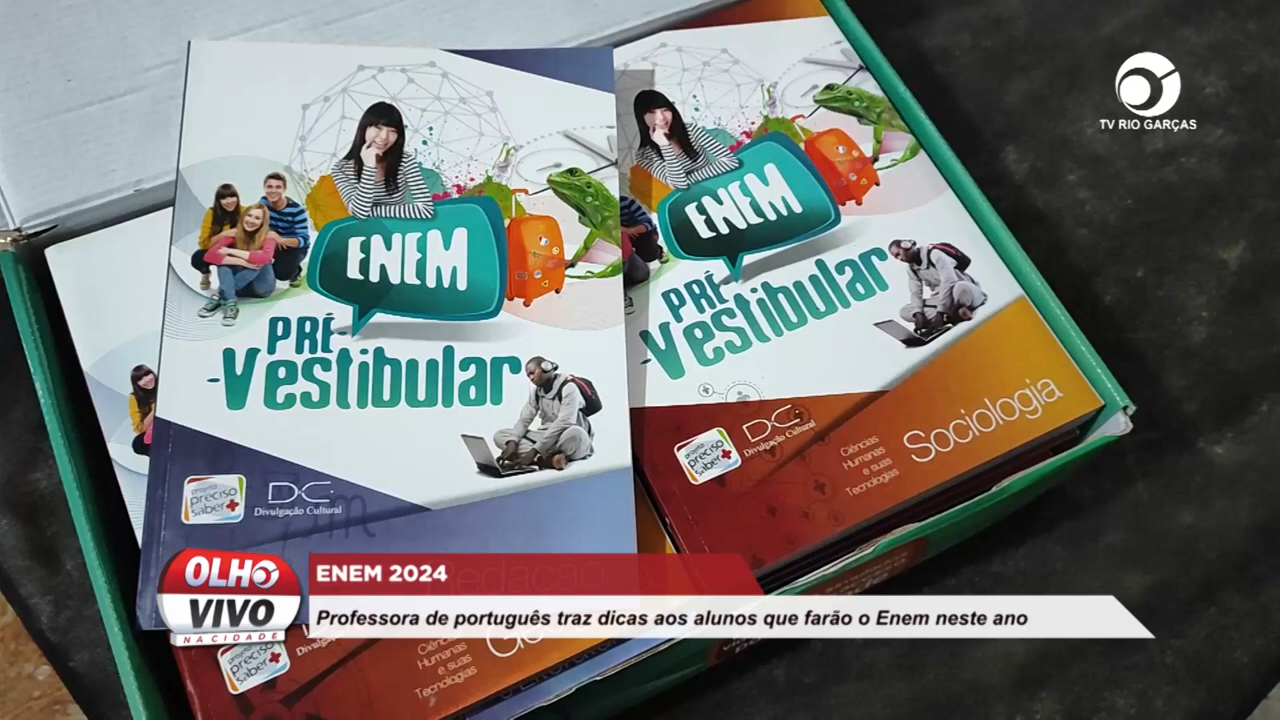 TV RIO GARÇAS
ENEM
PRÉ-
-Vestibular
projeto
preciso
saber+
DC
Divulgação Cultural
ENEM
PRÉ-
-Vestibular
projeto
preciso
saber+
DC
Divulgação Cultural
Ciências
Humanas
e suas
Tecnologias
Sociologia
Redação
OLHO
VIVO
NA CIDADE
ENEM 2024
Professora de português traz dicas aos alunos que farão o Enem neste ano
projeto
preciso
saber+
Ciências
Humanas
e suas
Tecnologias